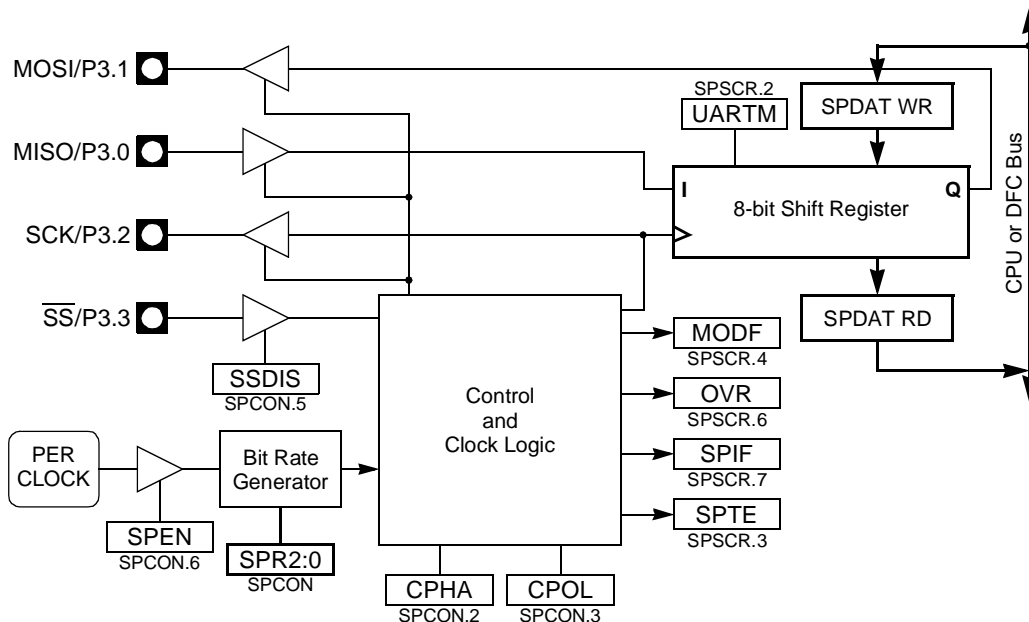 MOSI/P3.1
MISO/P3.0
SCK/P3.2
SS/P3.3
SPSCR.2
UARTM
SPDAT WR
I
Q
8-bit Shift Register
SPDAT RD
CPU or DFC Bus
SSDIS
SPCON.5
PER
CLOCK
Bit Rate
Generator
SPEN
SPCON.6
SPR2:0
SPCON
Control
and
Clock Logic
MODF
SPSCR.4
OVR
SPSCR.6
SPIF
SPSCR.7
SPTE
SPSCR.3
CPHA
SPCON.2
CPOL
SPCON.3